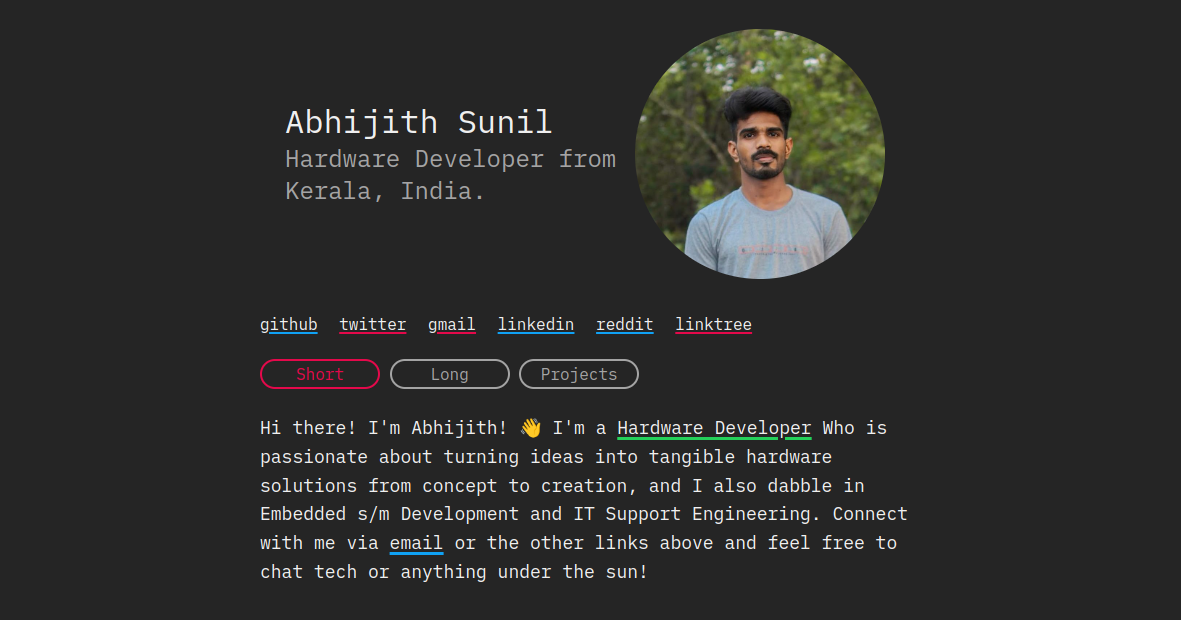 Abhijith Sunil
Hardware Developer from
Kerala, India.
github twitter gmail linkedin reddit linktree
Short Long Projects
Hi there! I'm Abhijith! 👋 I'm a Hardware Developer Who is
passionate about turning ideas into tangible hardware
solutions from concept to creation, and I also dabble in
Embedded s/m Development and IT Support Engineering. Connect
with me via email or the other links above and feel free to
chat tech or anything under the sun!